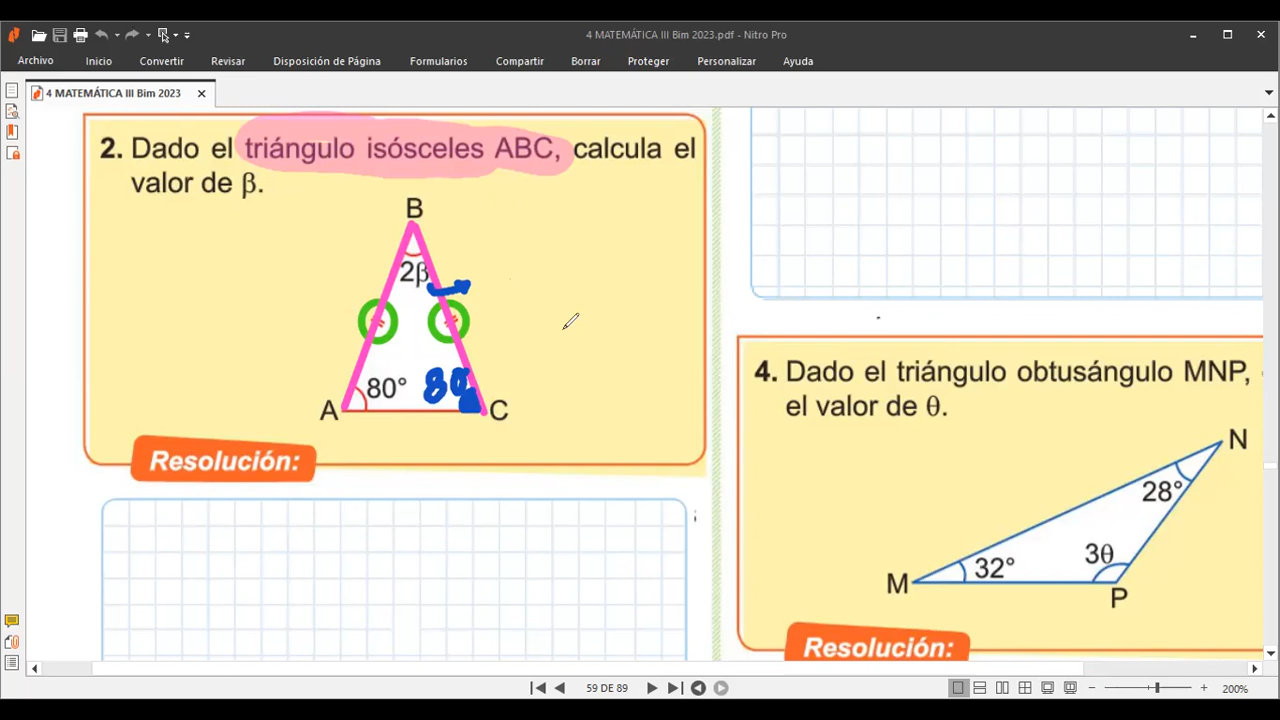 4 MATEMÁTICA III Bim 2023.pdf - Nitro Pro
Archivo Inicio Convertir Revisar Disposición de Página Formularios Compartir Borrar Proteger Personalizar Ayuda
4 MATEMÁTICA III Bim 2023
2. Dado el triángulo isósceles ABC, calcula el
valor de β.
B
2β
80° 80
A C
Resolución:
4. Dado el triángulo obtusángulo MNP,
el valor de θ.
N
28°
3θ
32°
M
P
Resolución:
59 DE 89
200%